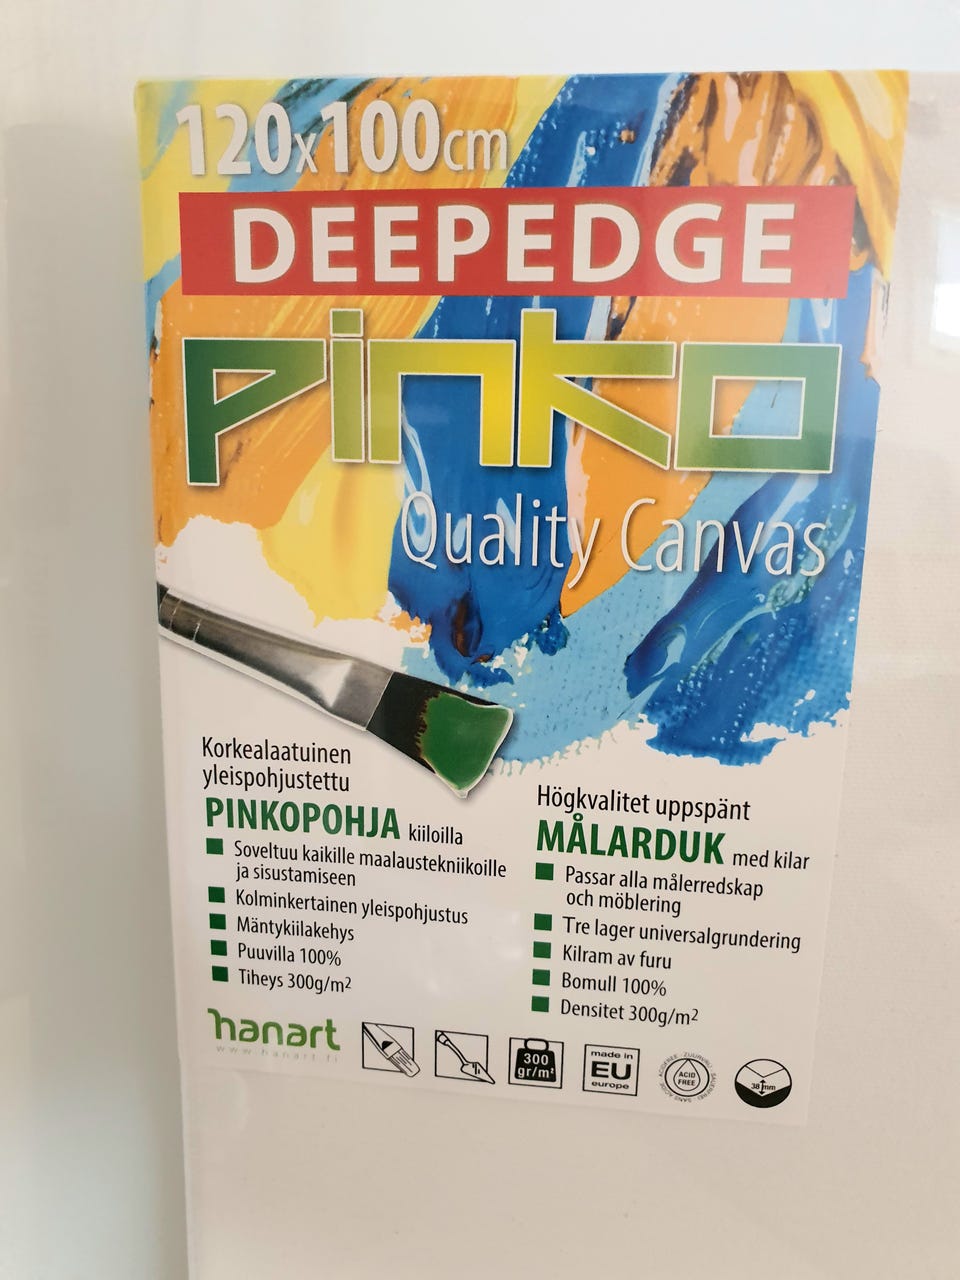 120x100cm
DEEPEDGE
Pinko
Quality Canvas
Korkealaatuinen
yleispohjustettu
PINKOPOHJA kiiloilla
Soveltuu kaikille maalaustekniikoille
ja sisustamiseen
Kolminkertainen yleispohjustus
Mäntykiilakehys
Puuvilla 100%
Tiheys 300g/m²
Högkvalitet uppspänt
MÅLARDUK med kilar
Passar alla målerredskap
och möblering
Tre lager universalgrundering
Kilram av furu
Bomull 100%
Densitet 300g/m²
hanart
www.hanart.fi
300
gr/m²
made in
EU
europe
ACID
FREE
38 mm